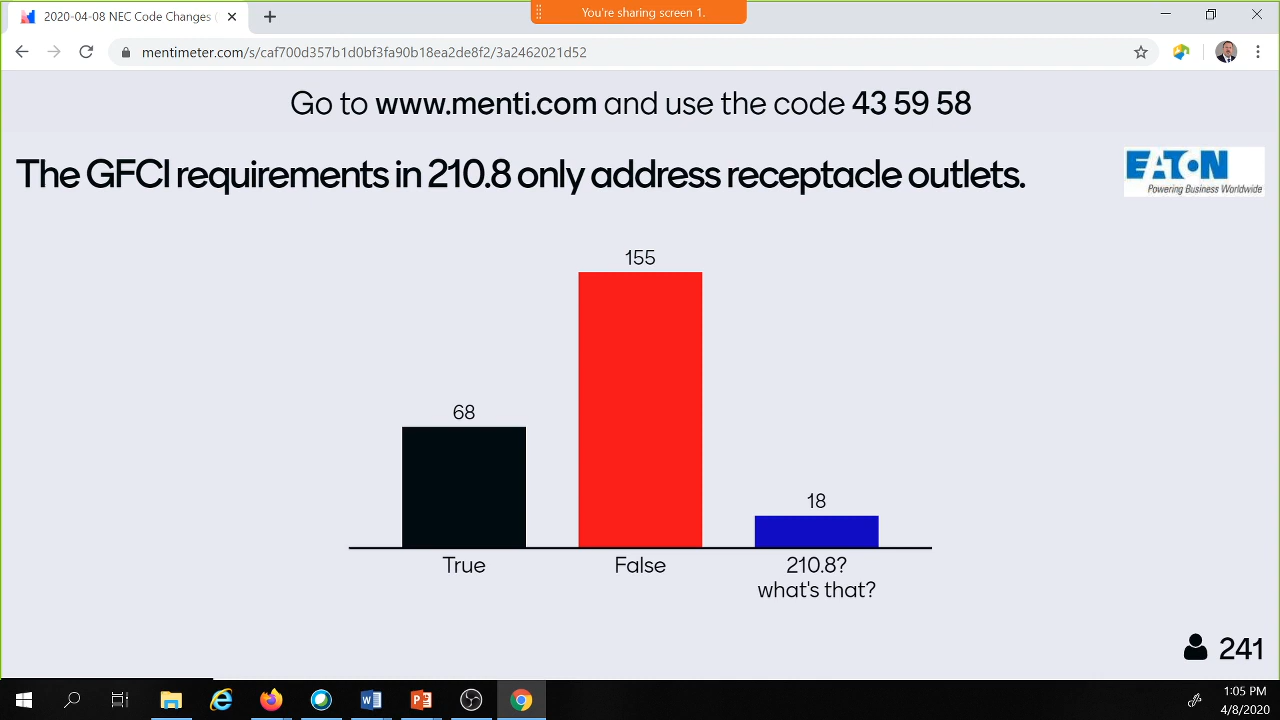 You're sharing screen 1.
2020-04-08 NEC Code Changes (
mentimeter.com/s/caf700d357b1d0bf3fa90b18ea2de8f2/3a2462021d52
Go to www.menti.com and use the code 43 59 58
The GFCI requirements in 210.8 only address receptacle outlets.
EATON
Powering Business Worldwide
155
68
18
True
False
210.8?
what's that?
241
1:05 PM
4/8/2020